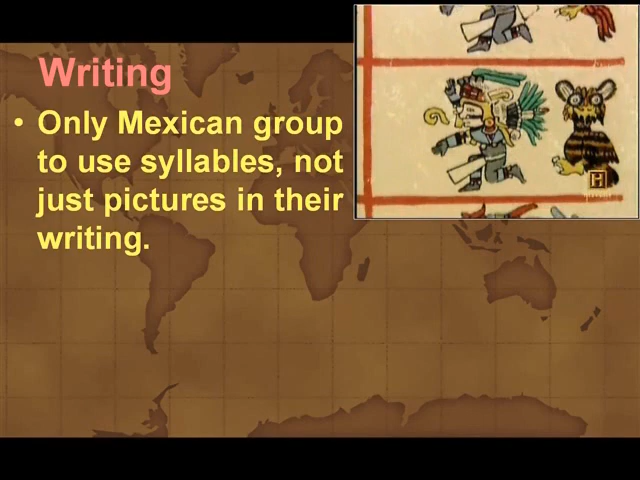 Writing
• Only Mexican group
to use syllables, not
just pictures in their
writing.
H